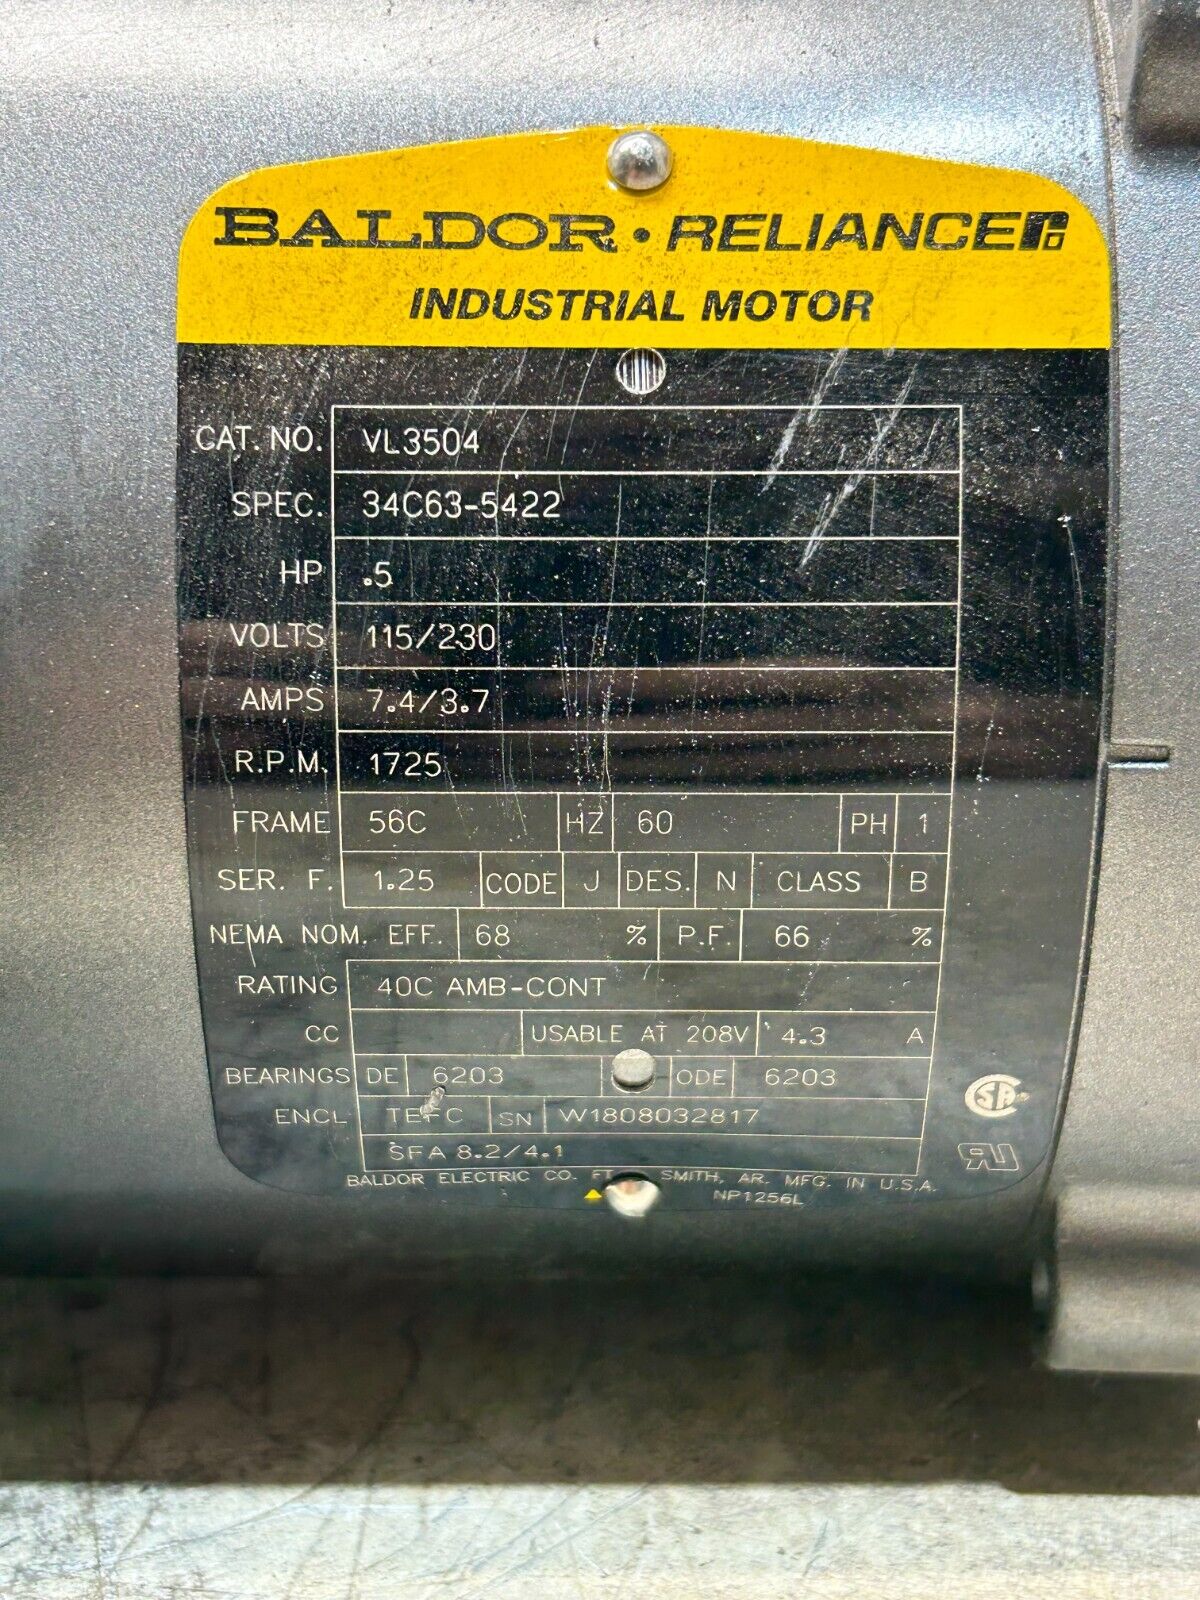 BALDOR • RELIANCE
INDUSTRIAL MOTOR
CAT. NO. VL3504
SPEC. 34C63-5422
HP .5
VOLTS 115/230
AMPS 7.4/3.7
R.P.M. 1725
FRAME 56C HZ 60 PH 1
SER. F. 1.25 CODE J DES. N CLASS B
NEMA NOM. EFF. 68 % P.F. 66 %
RATING 40C AMB-CONT
CC USABLE AT 208V 4.3 A
BEARINGS DE 6203 ODE 6203
ENCL TEFC SN W1808032817
SFA 8.2/4.1
BALDOR ELECTRIC CO. FT. SMITH, AR. MFG. IN U.S.A.
NP1256L